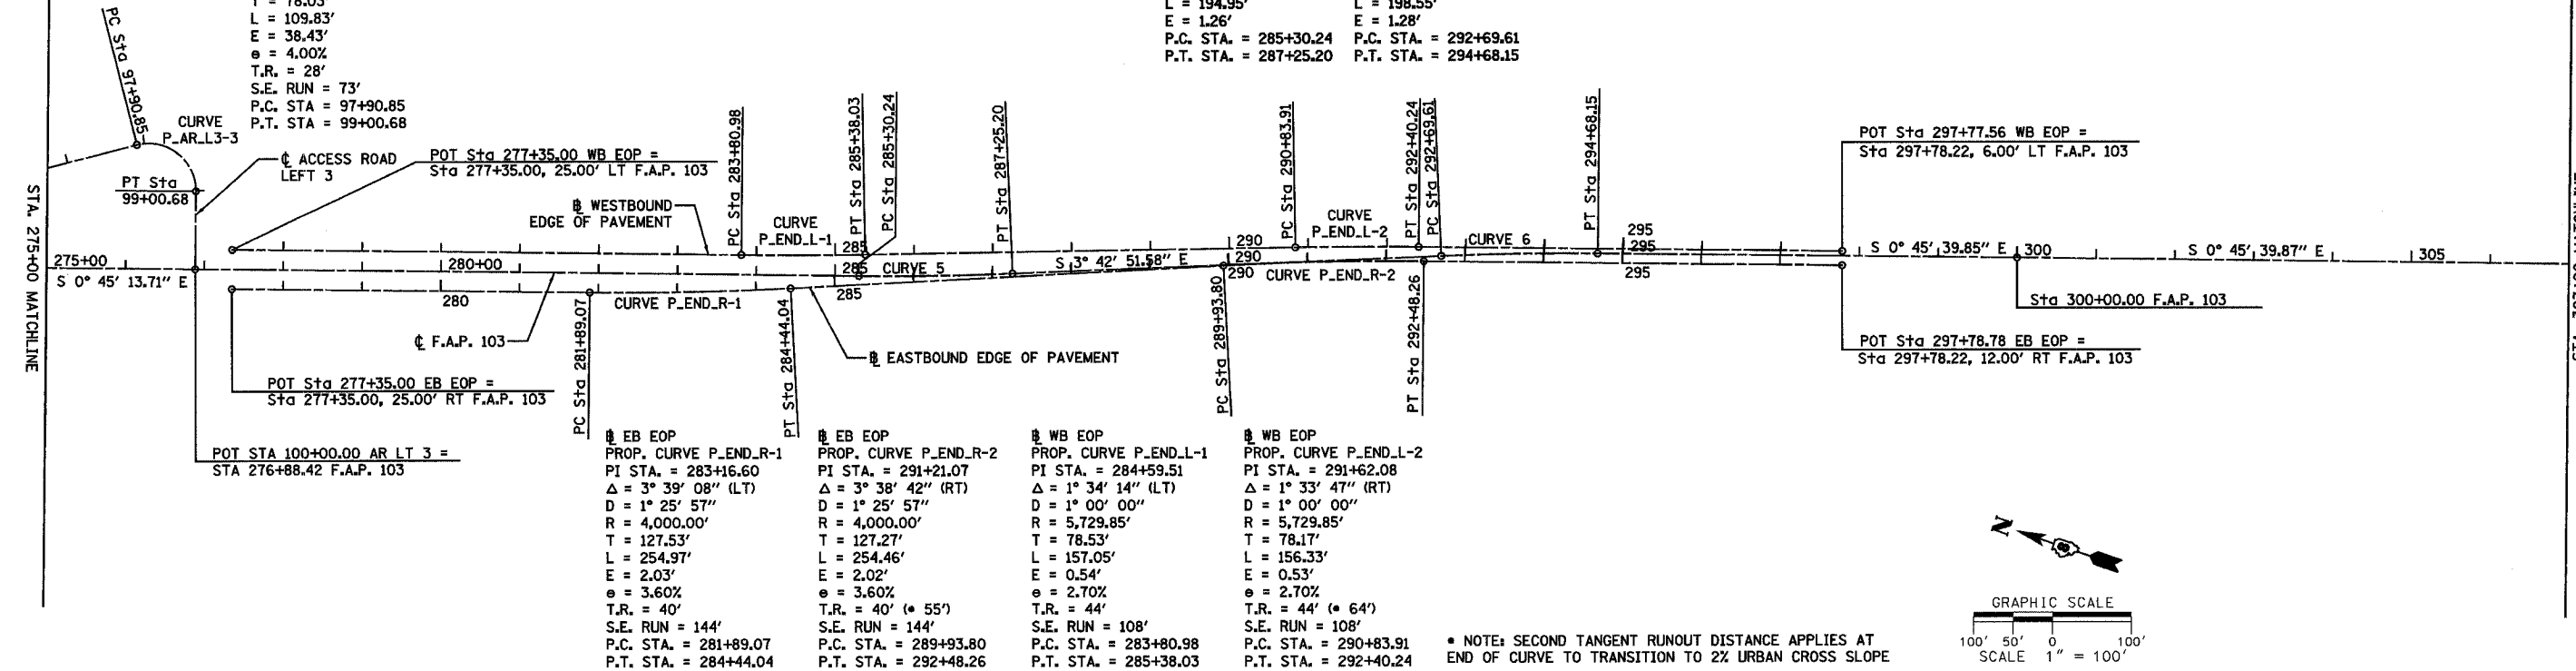 T = 78.03'
L = 109.83'
E = 38.43'
e = 4.00%
T.R. = 28'
S.E. RUN = 73'
P.C. STA = 97+90.85
P.T. STA = 99+00.68
L = 194.95'
E = 1.26'
P.C. STA. = 285+30.24
P.T. STA. = 287+25.20
L = 198.55'
E = 1.28'
P.C. STA. = 292+69.61
P.T. STA. = 294+68.15
PC Sta 97+90.85
CURVE
P_AR_L3-3
℄ ACCESS ROAD
LEFT 3
PT Sta
99+00.68
POT Sta 277+35.00 WB EOP =
Sta 277+35.00, 25.00' LT F.A.P. 103
℔ WESTBOUND
EDGE OF PAVEMENT
PC Sta 283+80.98
CURVE
P_END_L-1
PT Sta 285+38.03
PC Sta 285+30.24
PT Sta 287+25.20
PC Sta 290+83.91
CURVE
P_END_L-2
PT Sta 292+40.24
PC Sta 292+69.61
PT Sta 294+68.15
POT Sta 297+77.56 WB EOP =
Sta 297+78.22, 6.00' LT F.A.P. 103
STA. 275+00 MATCHLINE
275+00
S 0° 45' 13.71" E
280+00
280
285
285
285
CURVE 5
S 3° 42' 51.58" E
290
290
290
CURVE 6
295
295
295
S 0° 45' 39.85" E
300
S 0° 45' 39.87" E
305
CURVE P_END_R-1
CURVE P_END_R-2
Sta 300+00.00 F.A.P. 103
℄ F.A.P. 103
℔ EASTBOUND EDGE OF PAVEMENT
PC Sta 281+89.07
PT Sta 284+44.04
PC Sta 289+93.80
PT Sta 292+48.26
POT Sta 297+78.78 EB EOP =
Sta 297+78.22, 12.00' RT F.A.P. 103
POT Sta 277+35.00 EB EOP =
Sta 277+35.00, 25.00' RT F.A.P. 103
POT STA 100+00.00 AR LT 3 =
STA 276+88.42 F.A.P. 103
℔ EB EOP
PROP. CURVE P_END_R-1
PI STA. = 283+16.60
Δ = 3° 39' 08" (LT)
D = 1° 25' 57"
R = 4,000.00'
T = 127.53'
L = 254.97'
E = 2.03'
e = 3.60%
T.R. = 40'
S.E. RUN = 144'
P.C. STA. = 281+89.07
P.T. STA. = 284+44.04
℔ EB EOP
PROP. CURVE P_END_R-2
PI STA. = 291+21.07
Δ = 3° 38' 42" (RT)
D = 1° 25' 57"
R = 4,000.00'
T = 127.27'
L = 254.46'
E = 2.02'
e = 3.60%
T.R. = 40' (• 55')
S.E. RUN = 144'
P.C. STA. = 289+93.80
P.T. STA. = 292+48.26
℔ WB EOP
PROP. CURVE P_END_L-1
PI STA. = 284+59.51
Δ = 1° 34' 14" (LT)
D = 1° 00' 00"
R = 5,729.85'
T = 78.53'
L = 157.05'
E = 0.54'
e = 2.70%
T.R. = 44'
S.E. RUN = 108'
P.C. STA. = 283+80.98
P.T. STA. = 285+38.03
℔ WB EOP
PROP. CURVE P_END_L-2
PI STA. = 291+62.08
Δ = 1° 33' 47" (RT)
D = 1° 00' 00"
R = 5,729.85'
T = 78.17'
L = 156.33'
E = 0.53'
e = 2.70%
T.R. = 44' (• 64')
S.E. RUN = 108'
P.C. STA. = 290+83.91
P.T. STA. = 292+40.24
• NOTE: SECOND TANGENT RUNOUT DISTANCE APPLIES AT
END OF CURVE TO TRANSITION TO 2% URBAN CROSS SLOPE
N
GRAPHIC SCALE
100' 50' 0 100'
SCALE 1" = 100'